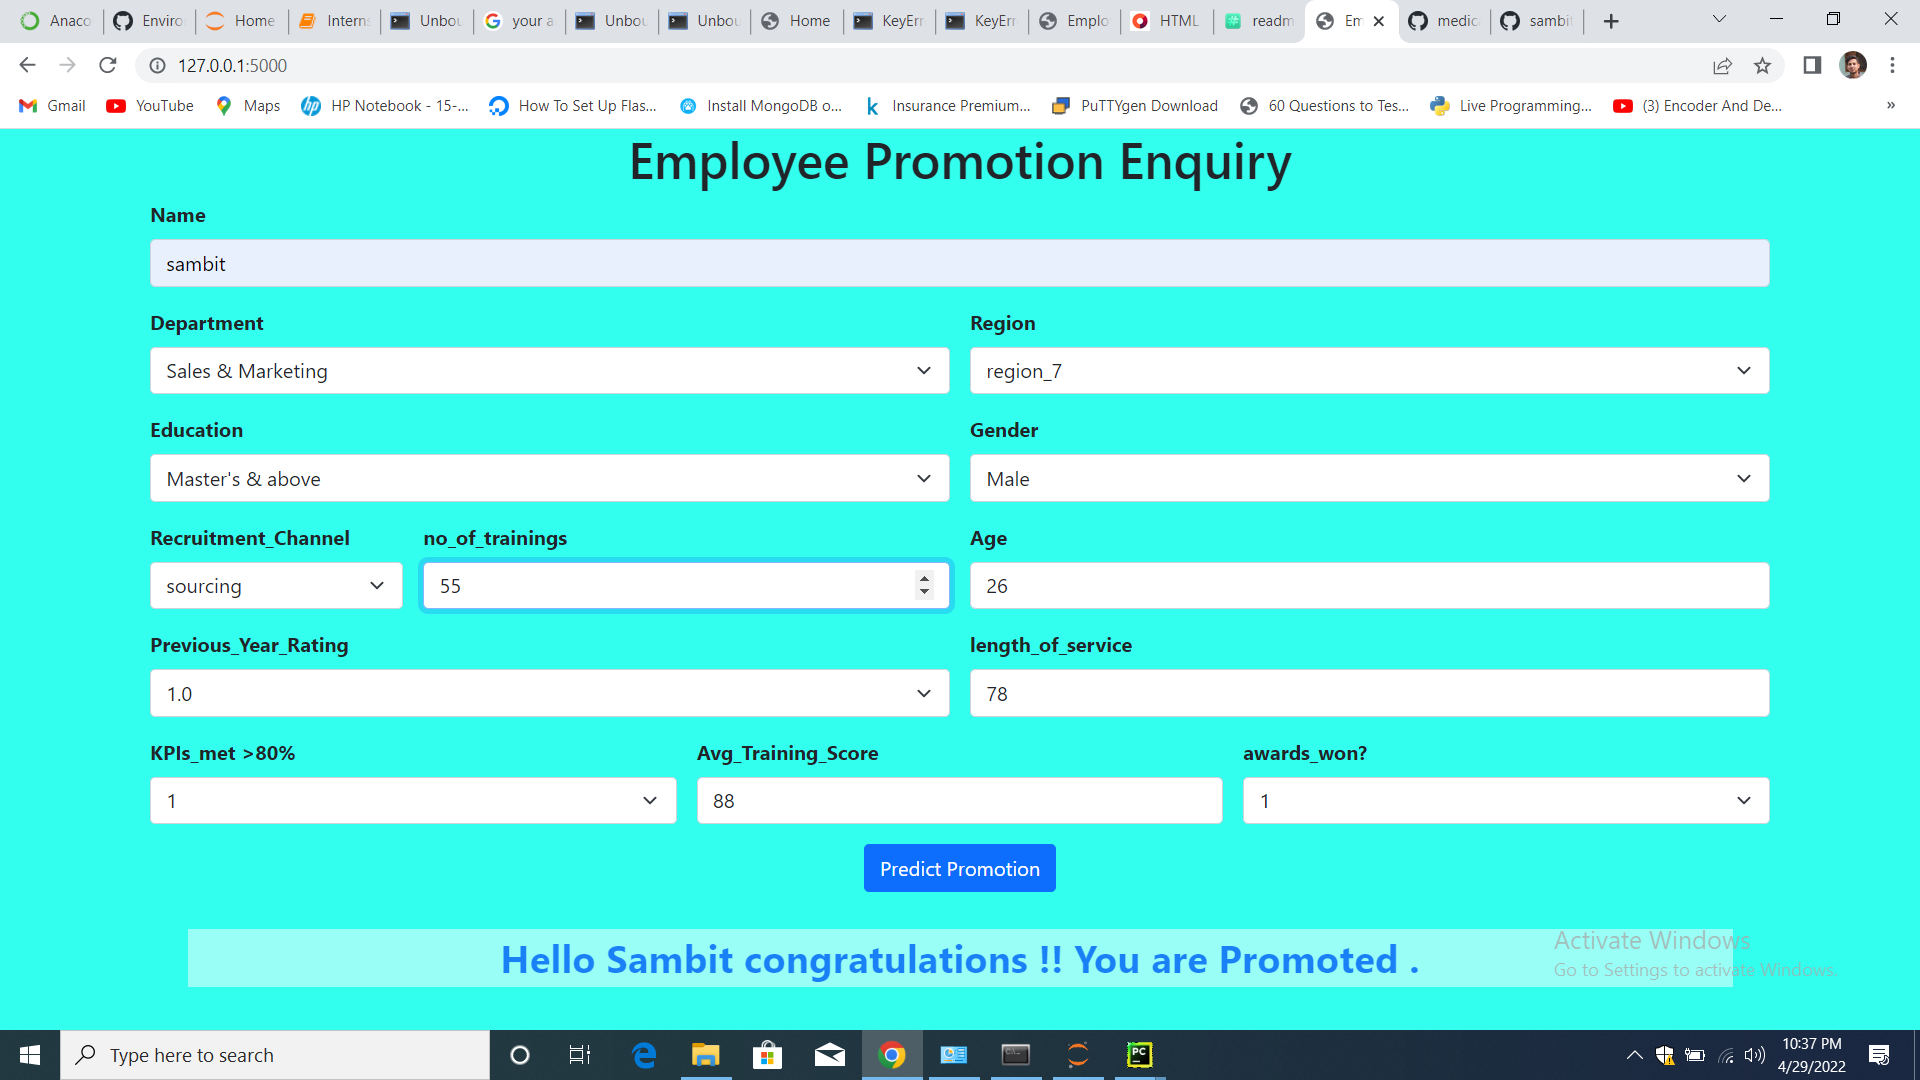 Anaco Enviro Home Interns Unbou your a Unbou Unbou Home KeyErr KeyErr Emplo HTML readm Em medic sambit
127.0.0.1:5000
Gmail YouTube Maps HP Notebook - 15-... How To Set Up Flas... Install MongoDB o... Insurance Premium... PuTTYgen Download 60 Questions to Tes... Live Programming... (3) Encoder And De... »
Employee Promotion Enquiry
Name
sambit
Department Region
Sales & Marketing region_7
Education Gender
Master's & above Male
Recruitment_Channel no_of_trainings Age
sourcing 55 26
Previous_Year_Rating length_of_service
1.0 78
KPIs_met >80% Avg_Training_Score awards_won?
1 88 1
Predict Promotion
Hello Sambit congratulations !! You are Promoted .
Activate Windows
Go to Settings to activate Windows.
Type here to search
PC
10:37 PM
4/29/2022